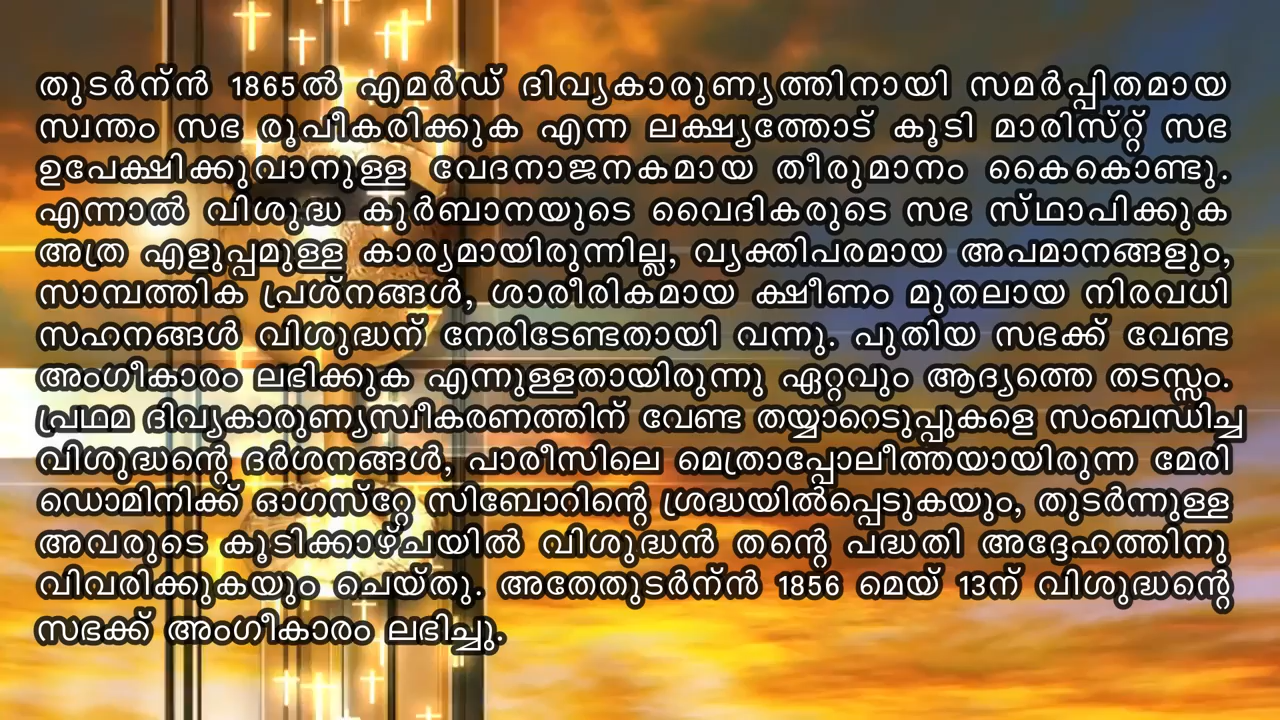 തുടർന്ന് 1865ൽ എമർഡ് ദിവ്യകാരുണ്യത്തിനായി സമർപ്പിതമായ
സ്വന്തം സഭ രൂപീകരിക്കുക എന്ന ലക്ഷ്യത്തോട് കൂടി മാരിസ്റ്റ് സഭ
ഉപേക്ഷിക്കുവാനുള്ള വേദനാജനകമായ തീരുമാനം കൈകൊണ്ടു.
എന്നാൽ വിശുദ്ധ കുർബാനയുടെ വൈദികരുടെ സഭ സ്ഥാപിക്കുക
അത്ര എളുപ്പമുള്ള കാര്യമായിരുന്നില്ല, വ്യക്തിപരമായ അപമാനങ്ങളും,
സാമ്പത്തിക പ്രശ്നങ്ങൾ, ശാരീരികമായ ക്ഷീണം മുതലായ നിരവധി
സഹനങ്ങൾ വിശുദ്ധന് നേരിടേണ്ടതായി വന്നു. പുതിയ സഭക്ക് വേണ്ട
അംഗീകാരം ലഭിക്കുക എന്നുള്ളതായിരുന്നു ഏറ്റവും ആദ്യത്തെ തടസ്സം.
പ്രഥമ ദിവ്യകാരുണ്യസ്വീകരണത്തിന് വേണ്ട തയ്യാറെടുപ്പുകളെ സംബന്ധിച്ച
വിശുദ്ധന്റെ ദർശനങ്ങൾ, പാരീസിലെ മെത്രാപ്പോലീത്തയായിരുന്ന മേരി
ഡൊമിനിക്ക് ഓഗസ്റ്റേ സിബോറിന്റെ ശ്രദ്ധയിൽപ്പെടുകയും, തുടർന്നുള്ള
അവരുടെ കൂടിക്കാഴ്ചയിൽ വിശുദ്ധൻ തന്റെ പദ്ധതി അദ്ദേഹത്തിനു
വിവരിക്കുകയും ചെയ്തു. അതേതുടർന്ൻ 1856 മെയ് 13ന് വിശുദ്ധന്റെ
സഭക്ക് അംഗീകാരം ലഭിച്ചു.